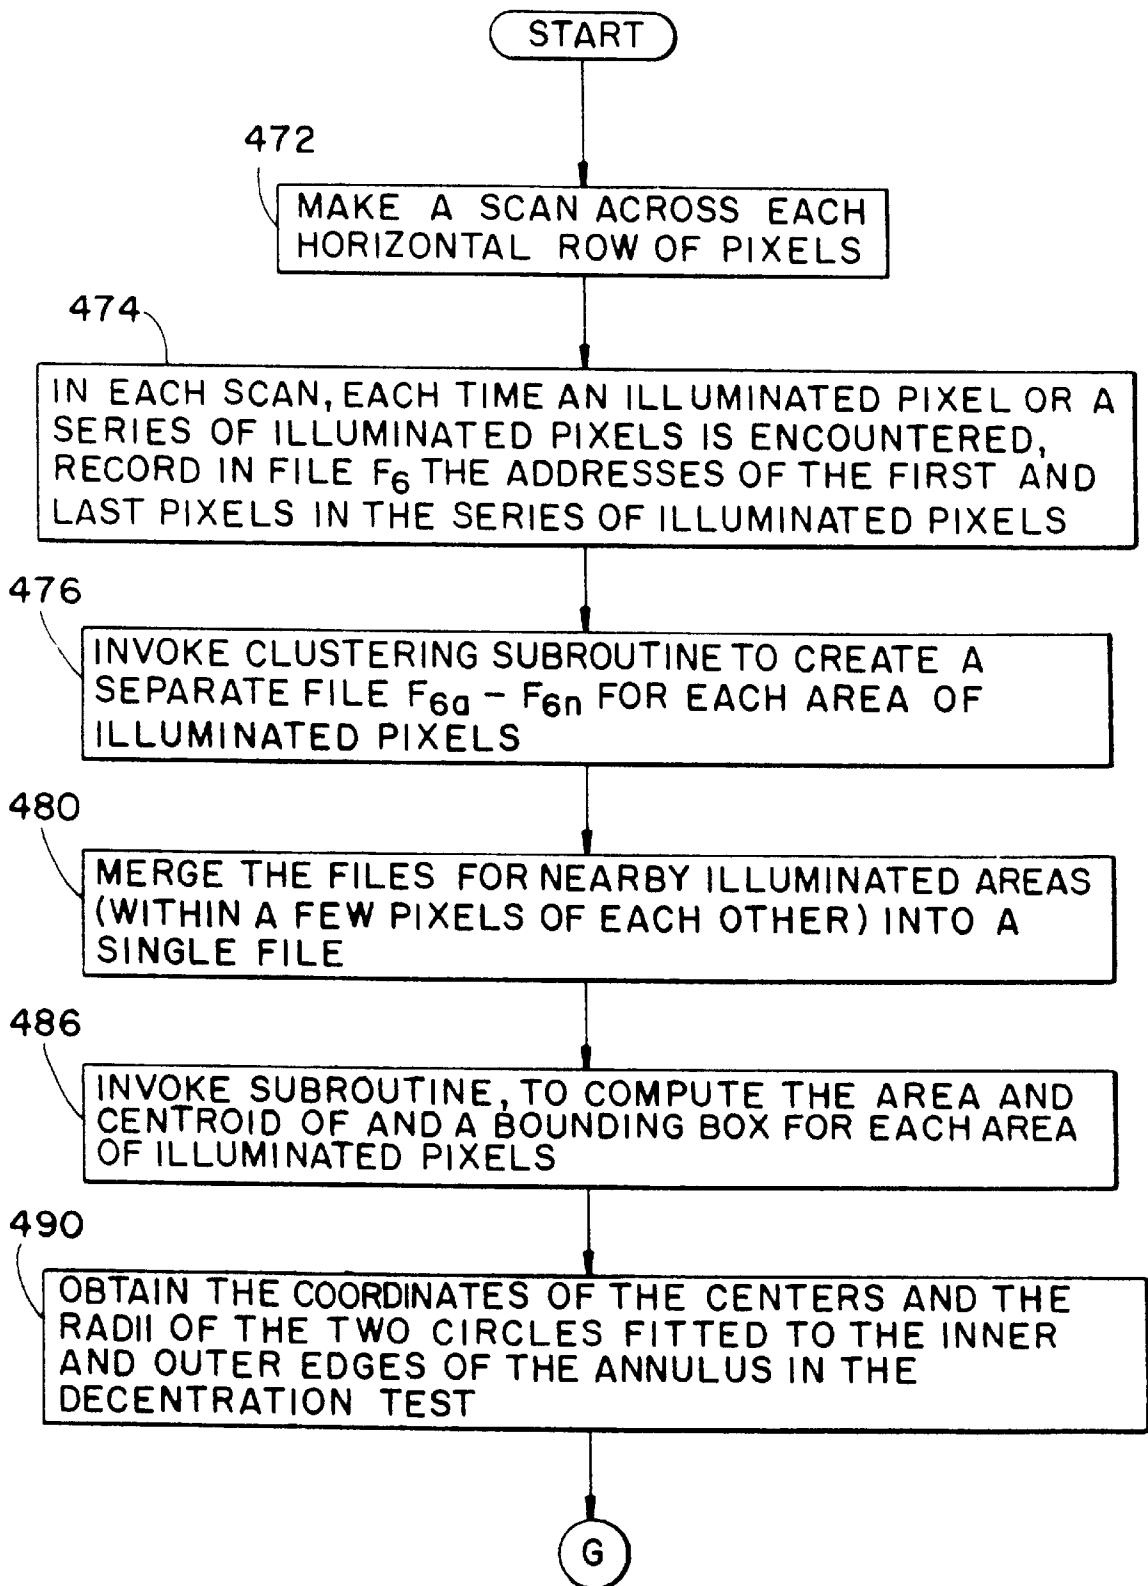 START
472
MAKE A SCAN ACROSS EACH
HORIZONTAL ROW OF PIXELS
474
IN EACH SCAN, EACH TIME AN ILLUMINATED PIXEL OR A
SERIES OF ILLUMINATED PIXELS IS ENCOUNTERED,
RECORD IN FILE F6 THE ADDRESSES OF THE FIRST AND
LAST PIXELS IN THE SERIES OF ILLUMINATED PIXELS
476
INVOKE CLUSTERING SUBROUTINE TO CREATE A
SEPARATE FILE F6a - F6n FOR EACH AREA OF
ILLUMINATED PIXELS
480
MERGE THE FILES FOR NEARBY ILLUMINATED AREAS
(WITHIN A FEW PIXELS OF EACH OTHER) INTO A
SINGLE FILE
486
INVOKE SUBROUTINE, TO COMPUTE THE AREA AND
CENTROID OF AND A BOUNDING BOX FOR EACH AREA
OF ILLUMINATED PIXELS
490
OBTAIN THE COORDINATES OF THE CENTERS AND THE
RADII OF THE TWO CIRCLES FITTED TO THE INNER
AND OUTER EDGES OF THE ANNULUS IN THE
DECENTRATION TEST
G